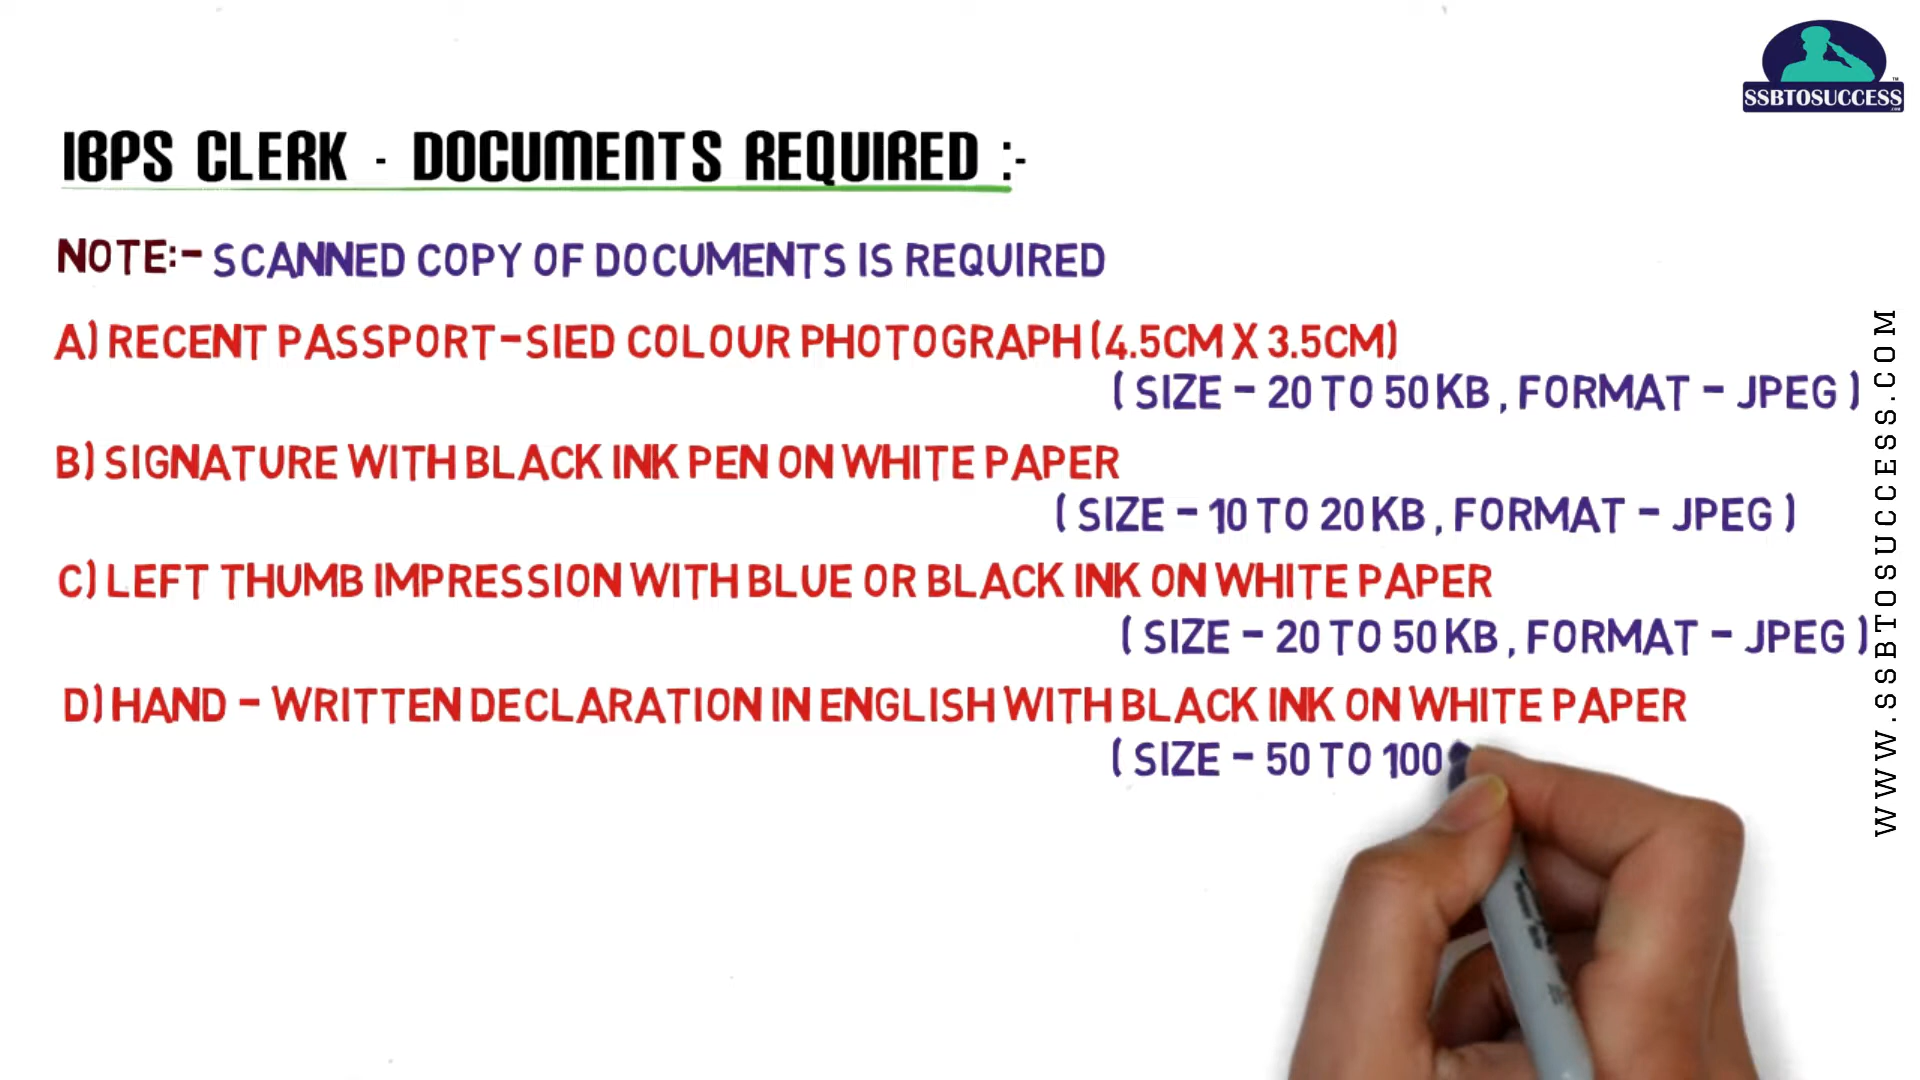 SSBTOSUCCESS
IBPS CLERK - DOCUMENTS REQUIRED :-
NOTE:- SCANNED COPY OF DOCUMENTS IS REQUIRED
A) RECENT PASSPORT-SIED COLOUR PHOTOGRAPH (4.5CM X 3.5CM)
( SIZE - 20 TO 50 KB , FORMAT - JPEG )
B) SIGNATURE WITH BLACK INK PEN ON WHITE PAPER
( SIZE - 10 TO 20 KB , FORMAT - JPEG )
C) LEFT THUMB IMPRESSION WITH BLUE OR BLACK INK ON WHITE PAPER
( SIZE - 20 TO 50 KB , FORMAT - JPEG )
D) HAND - WRITTEN DECLARATION IN ENGLISH WITH BLACK INK ON WHITE PAPER
( SIZE - 50 TO 100
WWW.SSBTOSUCCESS.COM